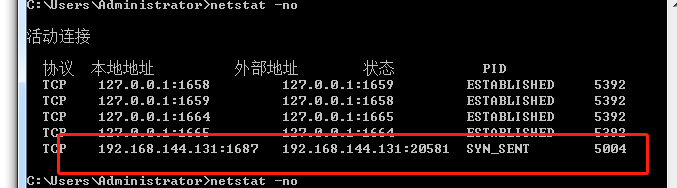 C:\Users\Administrator>netstat -no
活动连接
协议 本地地址 外部地址 状态 PID
TCP 127.0.0.1:1658 127.0.0.1:1659 ESTABLISHED 5392
TCP 127.0.0.1:1659 127.0.0.1:1658 ESTABLISHED 5392
TCP 127.0.0.1:1664 127.0.0.1:1665 ESTABLISHED 5392
TCP 127.0.0.1:1665 127.0.0.1:1664 ESTABLISHED 5392
TCP 192.168.144.131:1687 192.168.144.131:20581 SYN_SENT 5004
C:\Users\Administrator>netstat -no